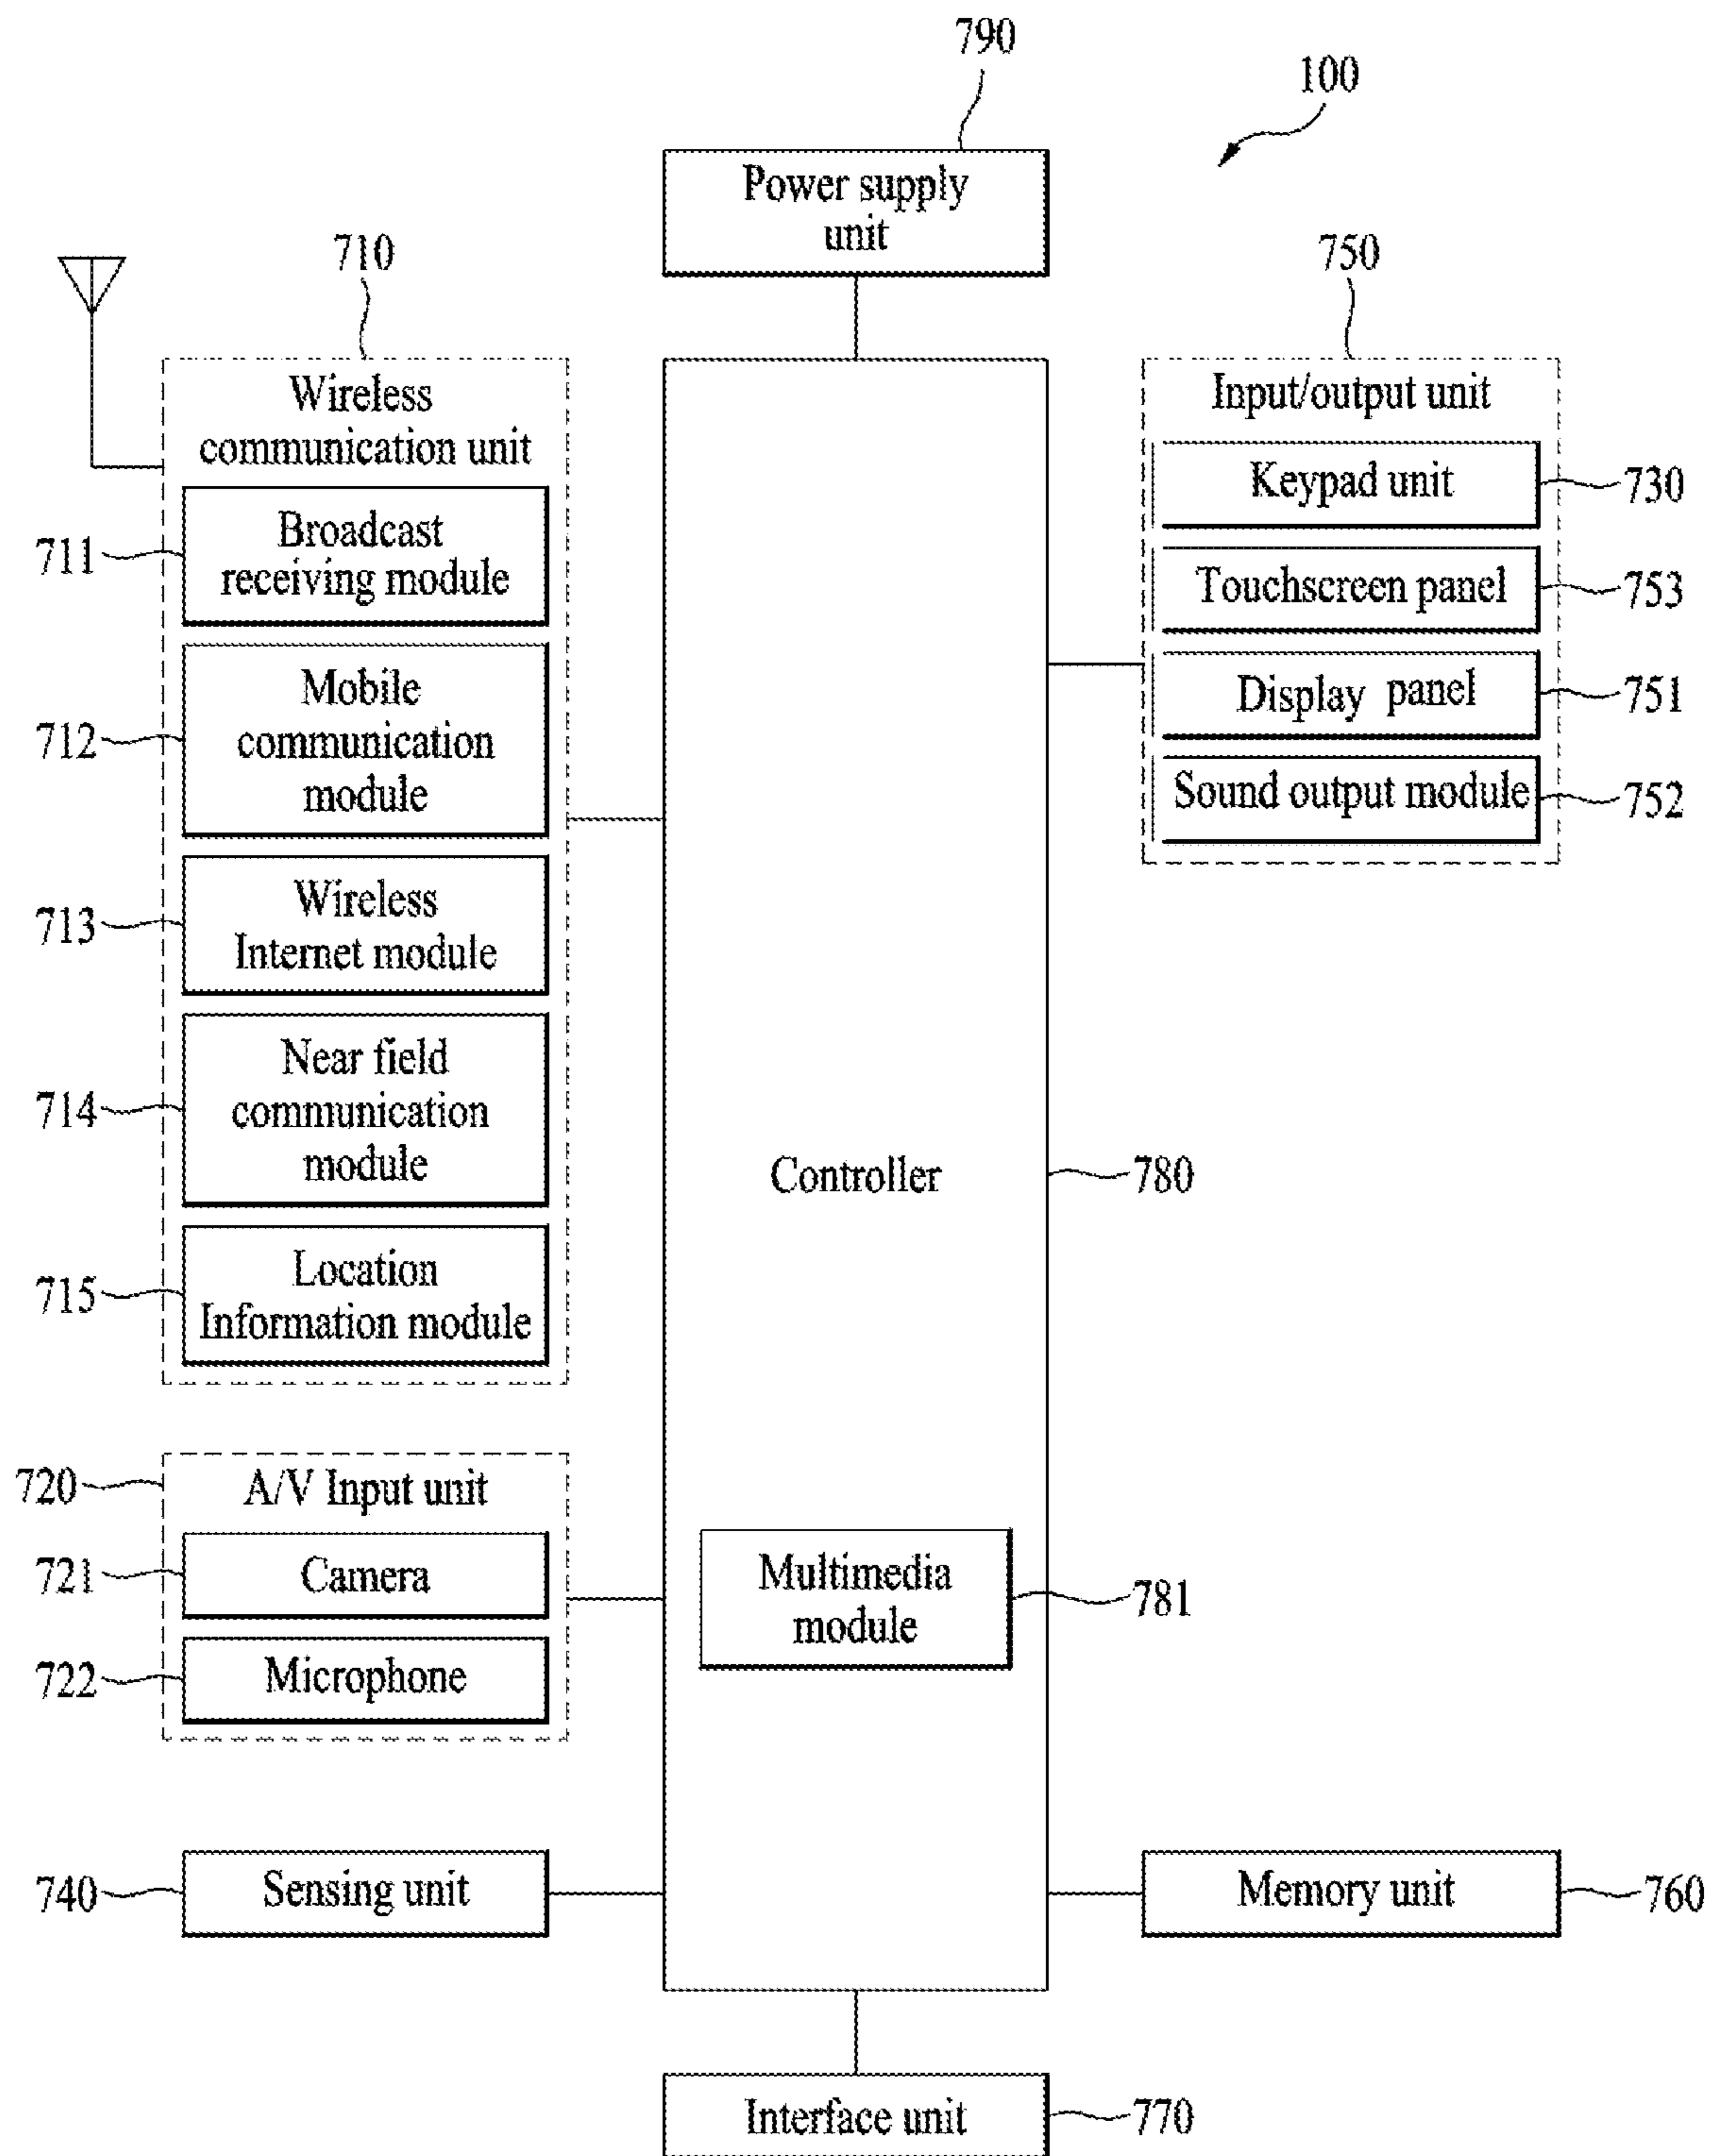 790
100
Power supply
unit
710
750
Wireless
communication unit
711
Broadcast
receiving module
712
Mobile
communication
module
713
Wireless
Internet module
714
Near field
communication
module
715
Location
Information module
Input/output unit
Keypad unit
730
Touchscreen panel
753
Display panel
751
Sound output module
752
Controller
780
720
A/V Input unit
721
Camera
722
Microphone
Multimedia
module
781
740
Sensing unit
Memory unit
760
Interface unit
770